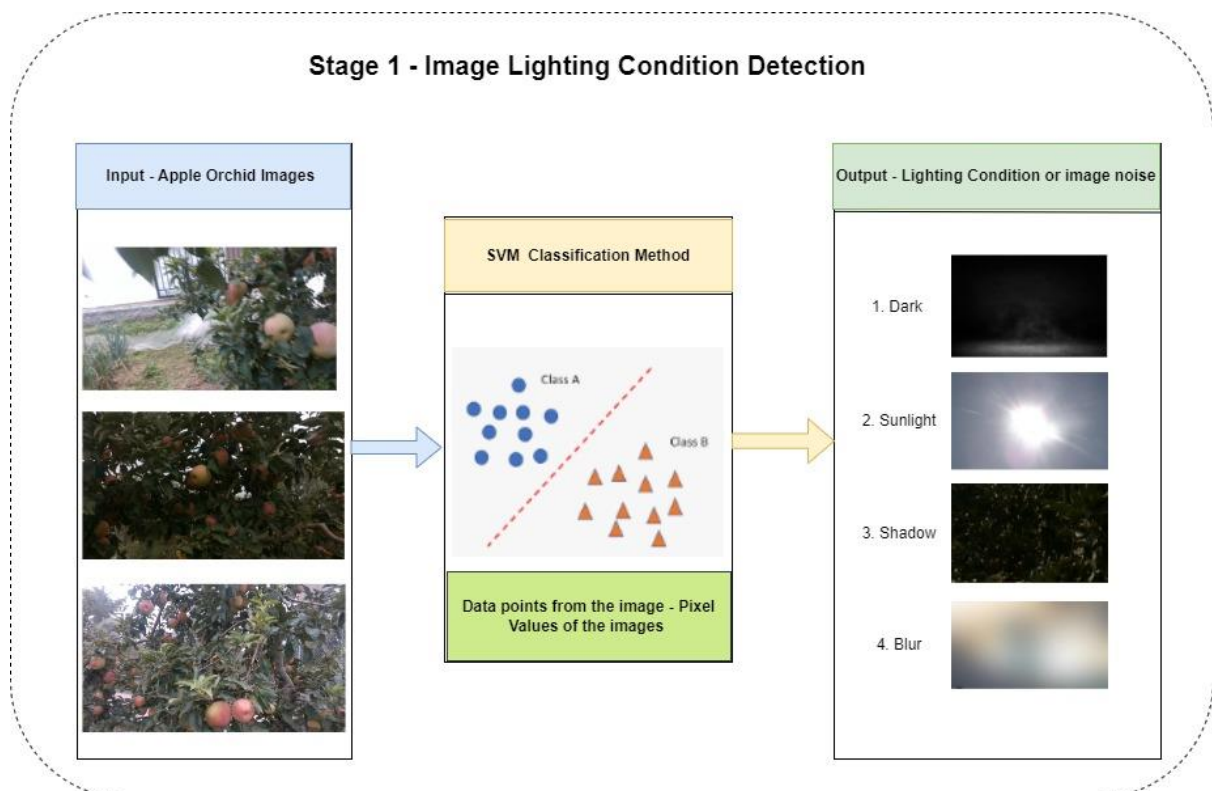 Stage 1 - Image Lighting Condition Detection
Input - Apple Orchid Images
SVM Classification Method
Class A
Class B
Data points from the image - Pixel
Values of the images
Output - Lighting Condition or image noise
1. Dark
2. Sunlight
3. Shadow
4. Blur